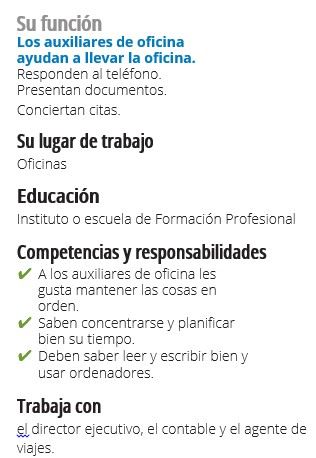 Su función
Los auxiliares de oficina
ayudan a llevar la oficina.
Responden al teléfono.
Presentan documentos.
Conciertan citas.
Su lugar de trabajo
Oficinas
Educación
Instituto o escuela de Formación Profesional
Competencias y responsabilidades
✔ A los auxiliares de oficina les
gusta mantener las cosas en
orden.
✔ Saben concentrarse y planificar
bien su tiempo.
✔ Deben saber leer y escribir bien y
usar ordenadores.
Trabaja con
el director ejecutivo, el contable y el agente de
viajes.